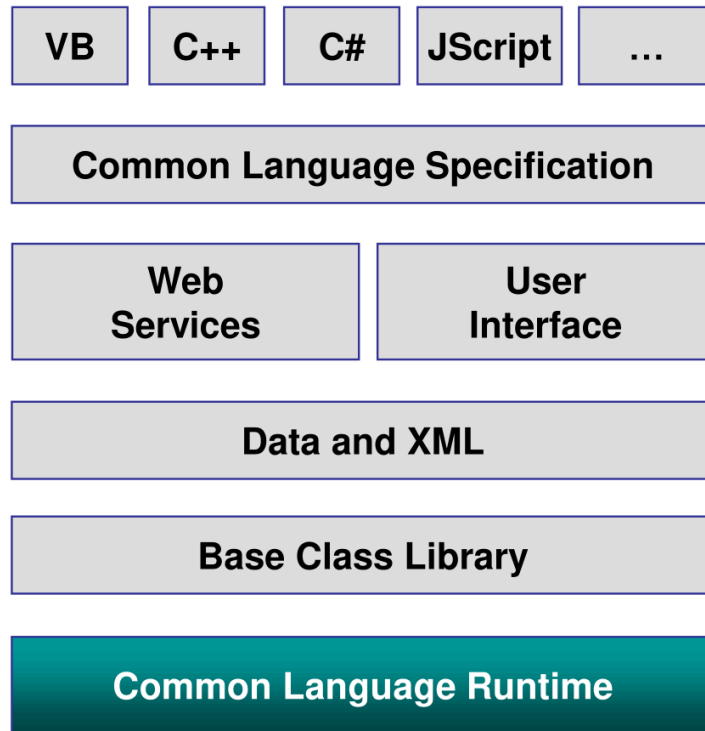 VB C++ C# JScript ...
Common Language Specification
Web
Services
User
Interface
Data and XML
Base Class Library
Common Language Runtime